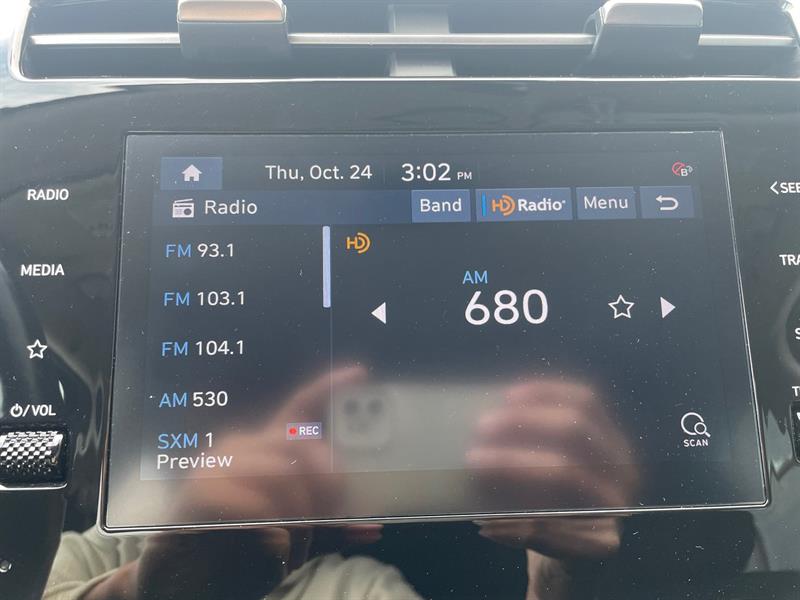 RADIO
MEDIA
/VOL
Thu, Oct. 24 3:02 PM
B
Radio
Band HD Radio Menu
FM 93.1
FM 103.1
FM 104.1
AM 530
SXM 1
Preview
REC
HD
AM
680
SCAN